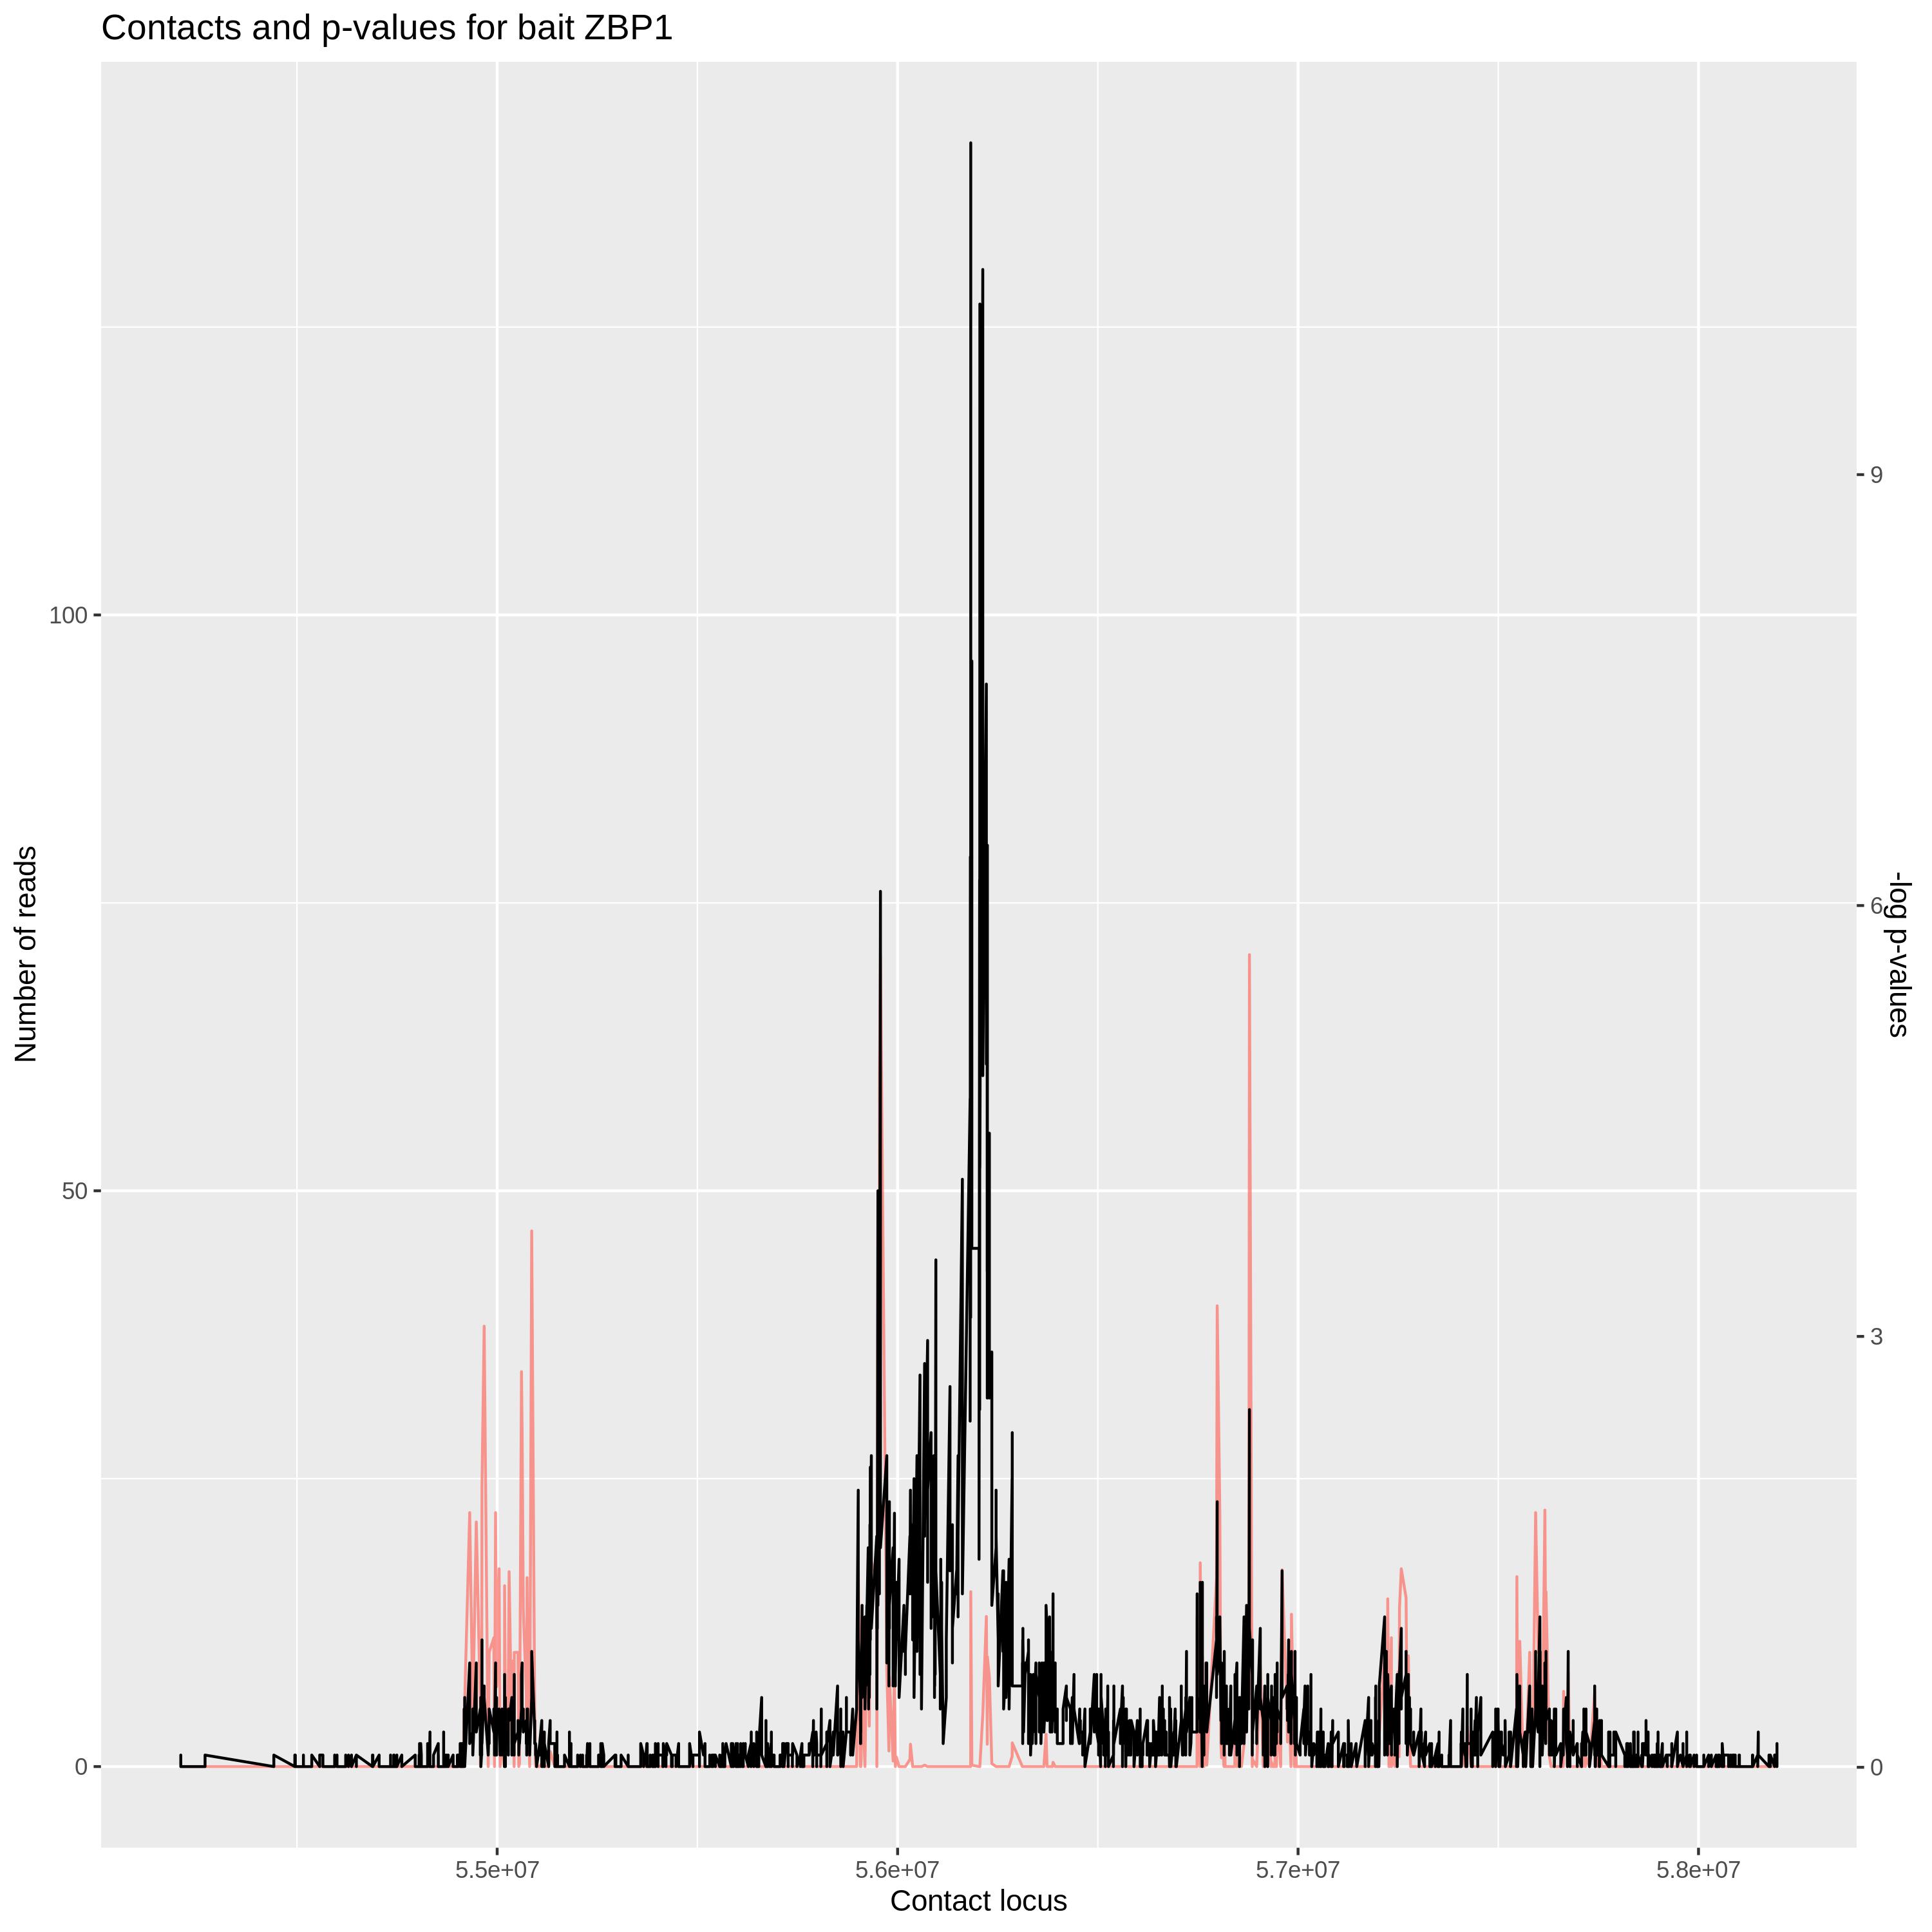 Contacts and p-values for bait ZBP1
Number of reads
100
50
0
9
6
3
0
-log p-values
5.5e+07
5.6e+07
5.7e+07
5.8e+07
Contact locus